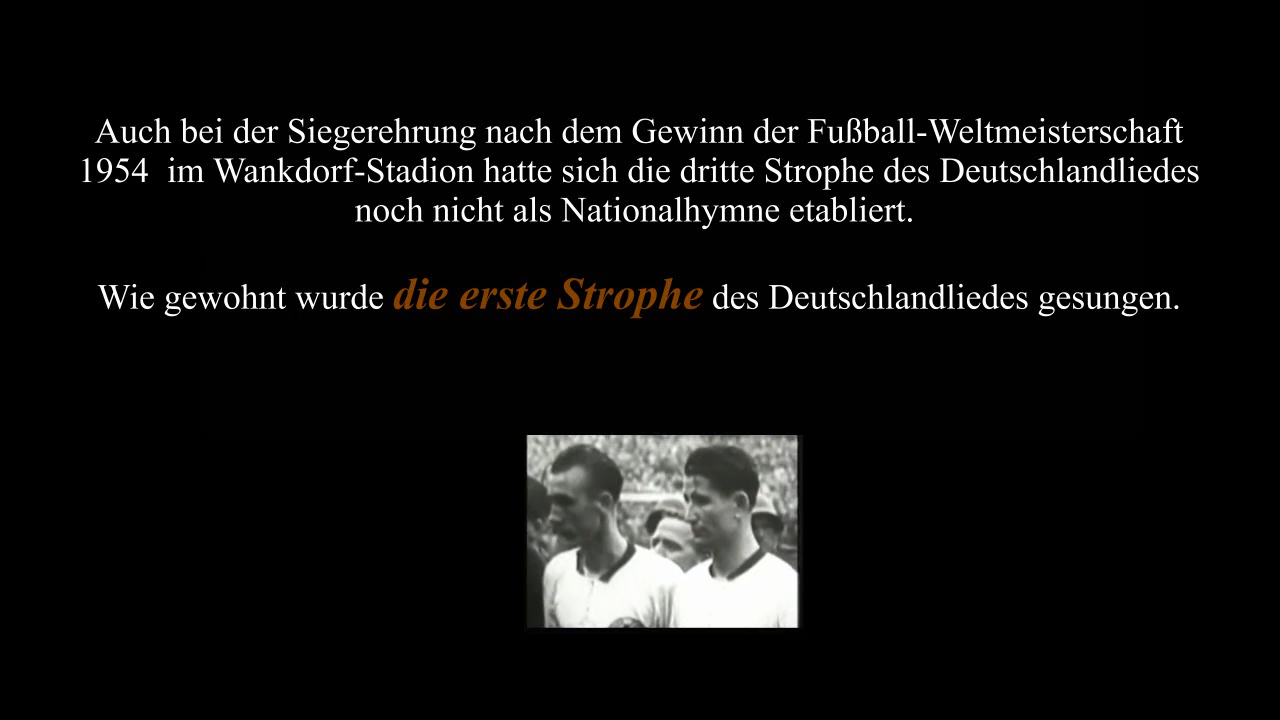 Auch bei der Siegerehrung nach dem Gewinn der Fußball-Weltmeisterschaft
1954  im Wankdorf-Stadion hatte sich die dritte Strophe des Deutschlandliedes
noch nicht als Nationalhymne etabliert.
Wie gewohnt wurde die erste Strophe des Deutschlandliedes gesungen.